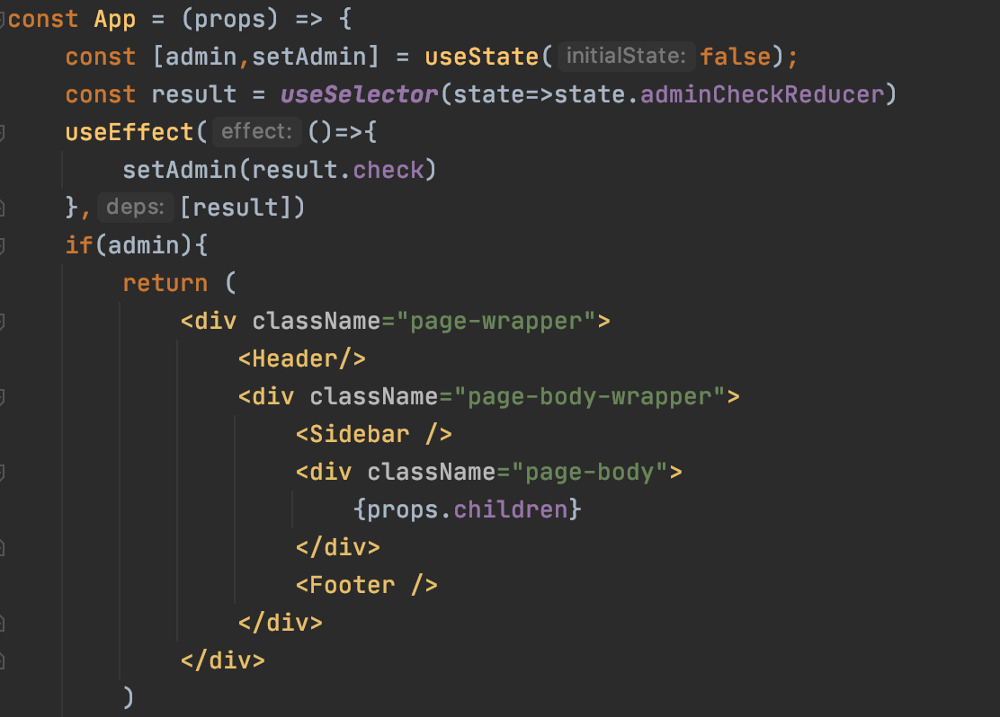 const App = (props) => {
    const [admin,setAdmin] = useState( initialState: false);
    const result = useSelector(state=>state.adminCheckReducer)
    useEffect( effect: ()=>{
        setAdmin(result.check)
    }, deps: [result])
    if(admin){
        return (
            <div className="page-wrapper">
                <Header/>
                <div className="page-body-wrapper">
                    <Sidebar />
                    <div className="page-body">
                        {props.children}
                    </div>
                    <Footer />
                </div>
            </div>
        )